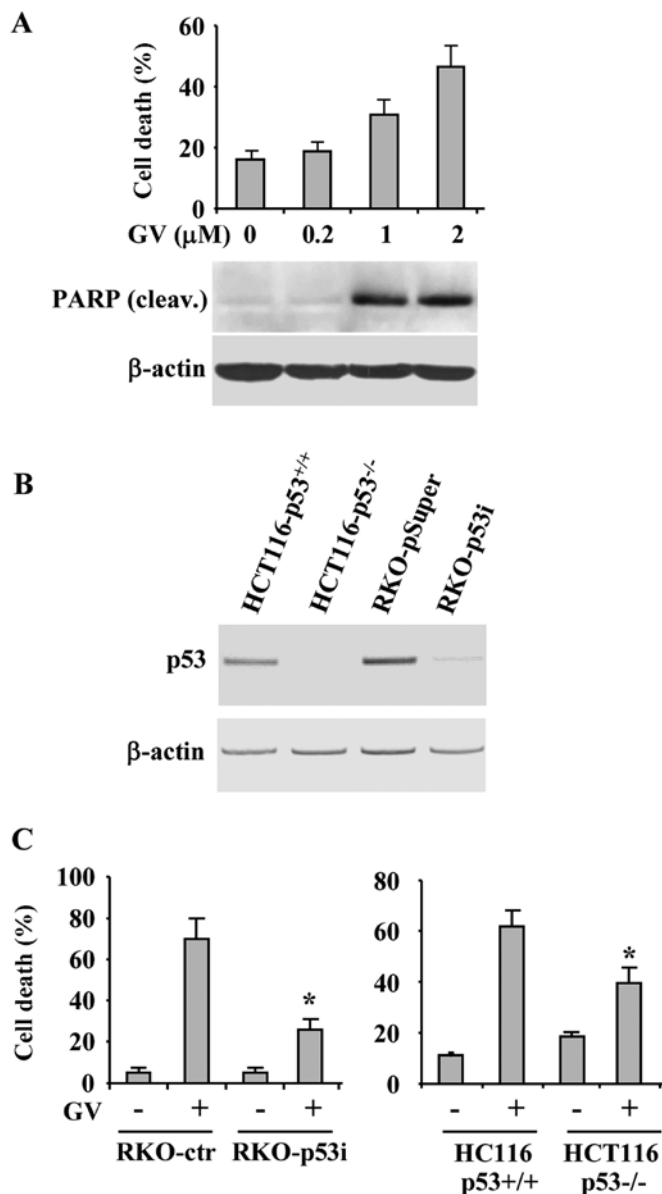 A
Cell death (%)
60
40
20
0
GV (μM) 0 0.2 1 2
PARP (cleav.)
β-actin
B
HCT116-p53+/+
HCT116-p53-/-
RKO-pSuper
RKO-p53i
p53
β-actin
C
Cell death (%)
100
80
60
40
20
0
*
GV - + - +
RKO-ctr RKO-p53i
80
60
40
20
0
*
- + - +
HC116 HCT116
p53+/+ p53-/-